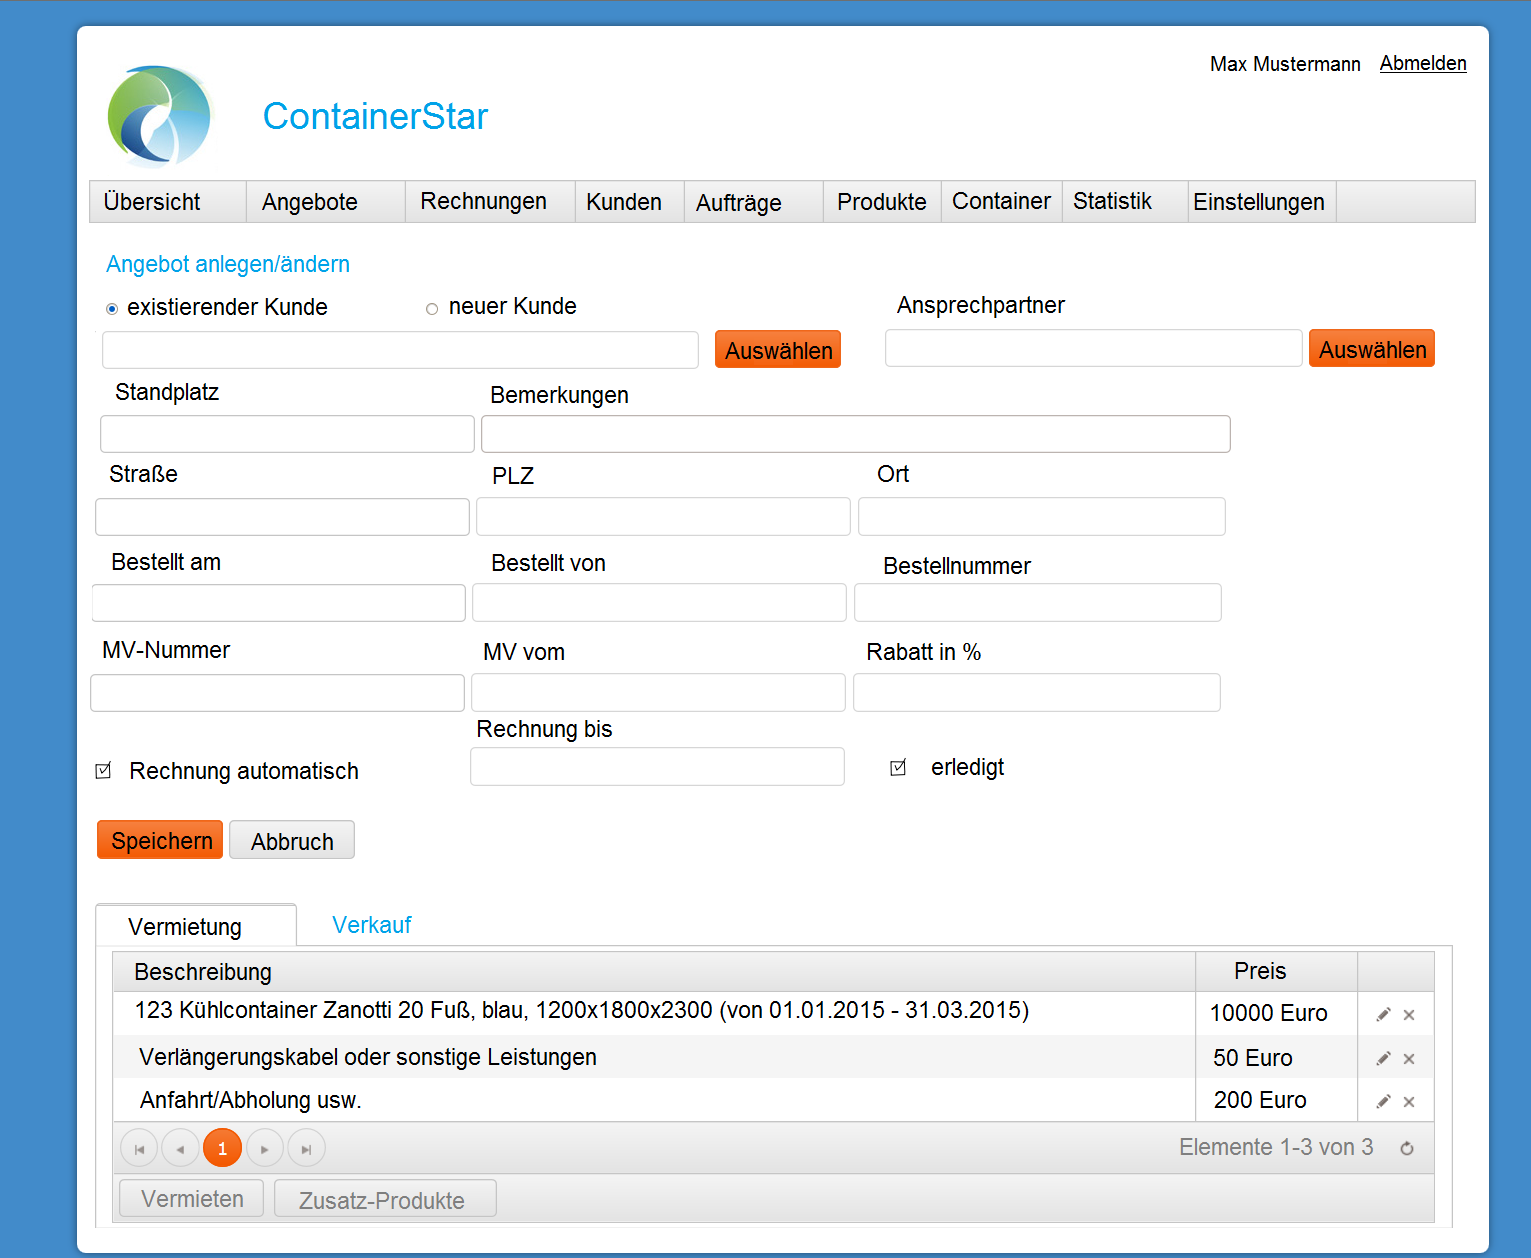 Max Mustermann Abmelden
ContainerStar
Übersicht Angebote Rechnungen Kunden Aufträge Produkte Container Statistik Einstellungen
Angebot anlegen/ändern
existierender Kunde neuer Kunde Ansprechpartner
Auswählen Auswählen
Standplatz Bemerkungen
Straße PLZ Ort
Bestellt am Bestellt von Bestellnummer
MV-Nummer MV vom Rabatt in %
Rechnung bis
Rechnung automatisch erledigt
Speichern Abbruch
Vermietung Verkauf
Beschreibung Preis
123 Kühlcontainer Zanotti 20 Fuß, blau, 1200x1800x2300 (von 01.01.2015 - 31.03.2015) 10000 Euro
Verlängerungskabel oder sonstige Leistungen 50 Euro
Anfahrt/Abholung usw. 200 Euro
1 Elemente 1-3 von 3
Vermieten Zusatz-Produkte